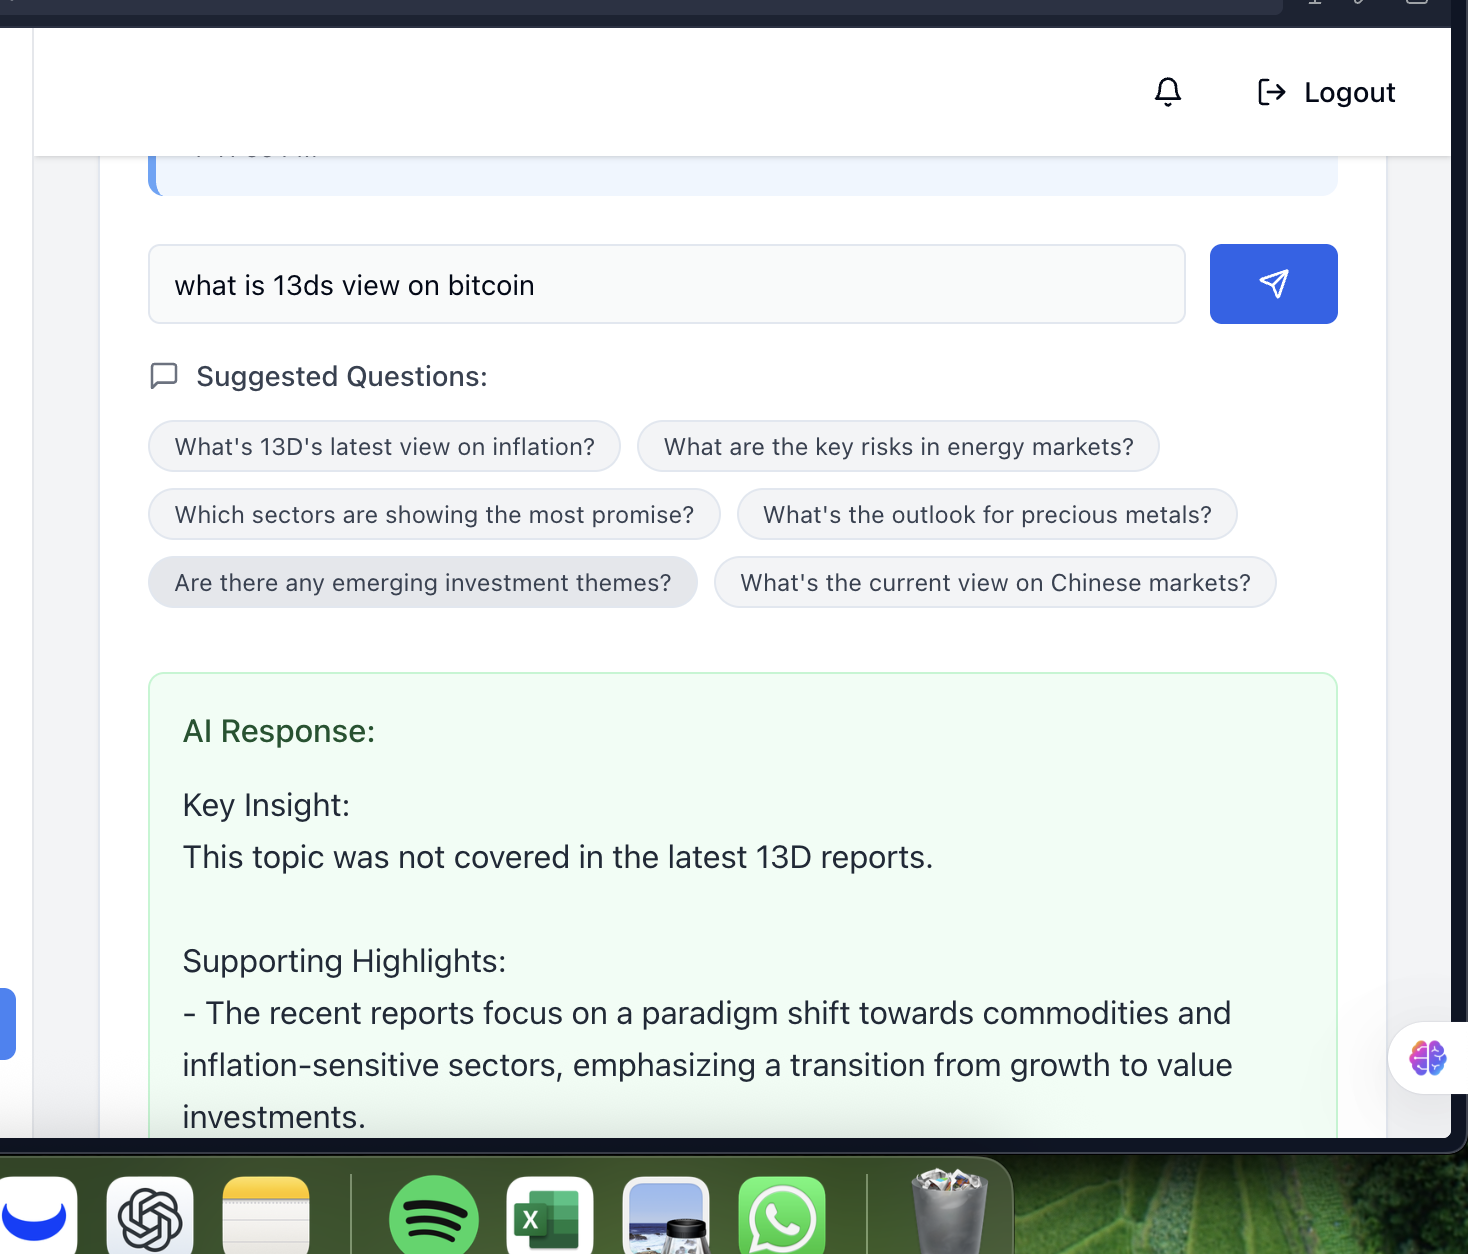 Logout
what is 13ds view on bitcoin
Suggested Questions:
What's 13D's latest view on inflation?
What are the key risks in energy markets?
Which sectors are showing the most promise?
What's the outlook for precious metals?
Are there any emerging investment themes?
What's the current view on Chinese markets?
AI Response:
Key Insight:
This topic was not covered in the latest 13D reports.
Supporting Highlights:
- The recent reports focus on a paradigm shift towards commodities and
inflation-sensitive sectors, emphasizing a transition from growth to value
investments.
X